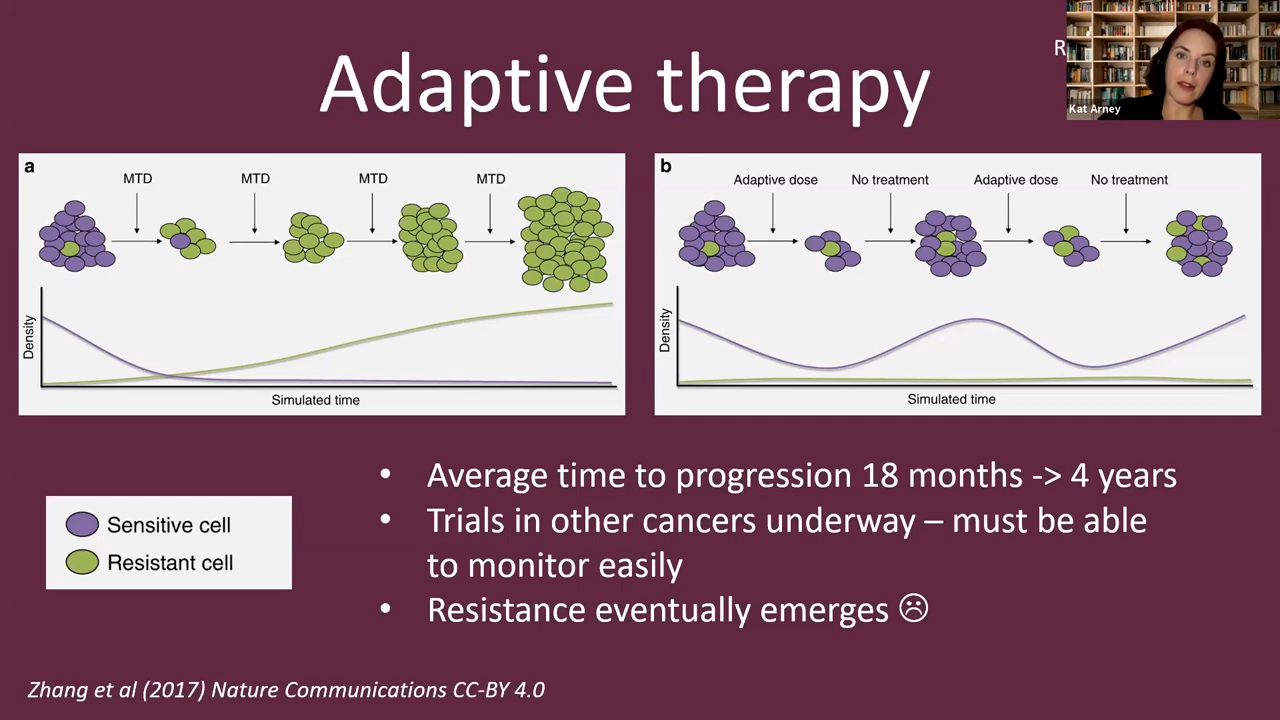 Adaptive therapy
R
Kat Arney
a
MTD
MTD
MTD
MTD
Density
Simulated time
b
Adaptive dose
No treatment
Adaptive dose
No treatment
Density
Simulated time
Sensitive cell
Resistant cell
• Average time to progression 18 months -> 4 years
• Trials in other cancers underway – must be able
to monitor easily
• Resistance eventually emerges ☹
Zhang et al (2017) Nature Communications CC-BY 4.0